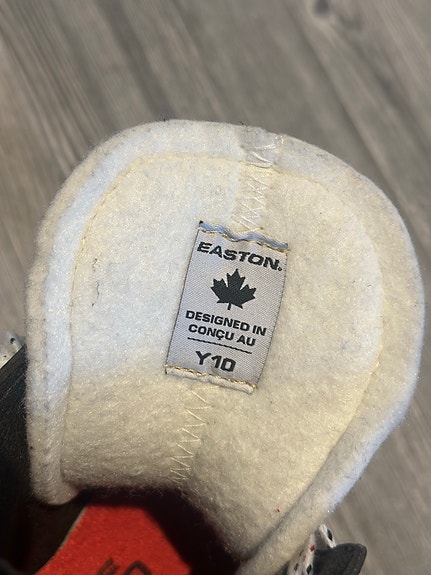 EASTON.
DESIGNED IN
CONÇU AU
Y10